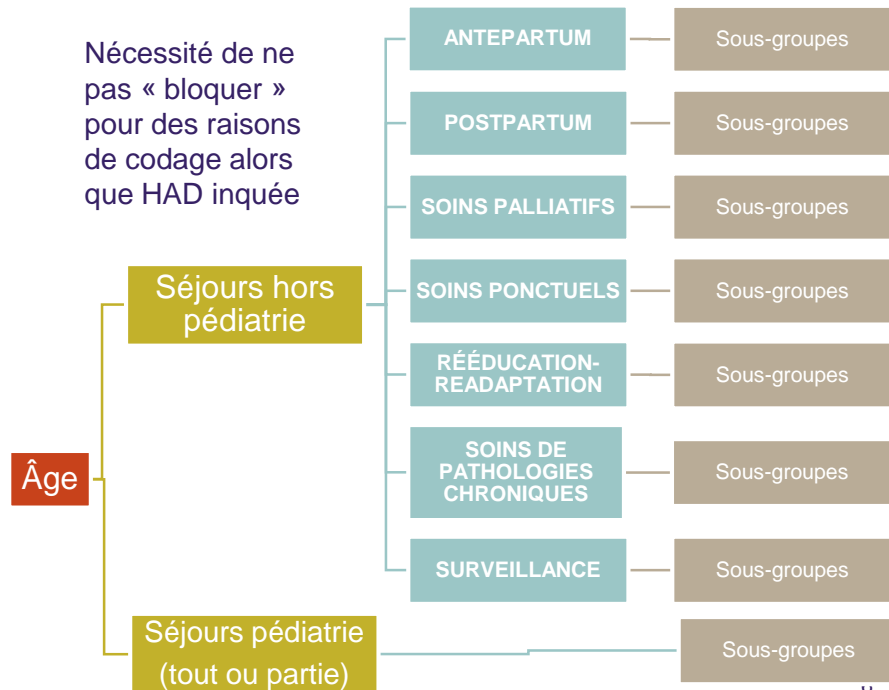 Nécessité de ne
pas « bloquer »
pour des raisons
de codage alors
que HAD inquée
ANTEPARTUM
Sous-groupes
POSTPARTUM
Sous-groupes
SOINS PALLIATIFS
Sous-groupes
Séjours hors
pédiatrie
SOINS PONCTUELS
Sous-groupes
RÉÉDUCATION-
READAPTATION
Sous-groupes
Âge
SOINS DE
PATHOLOGIES
CHRONIQUES
Sous-groupes
SURVEILLANCE
Sous-groupes
Séjours pédiatrie
(tout ou partie)
Sous-groupes